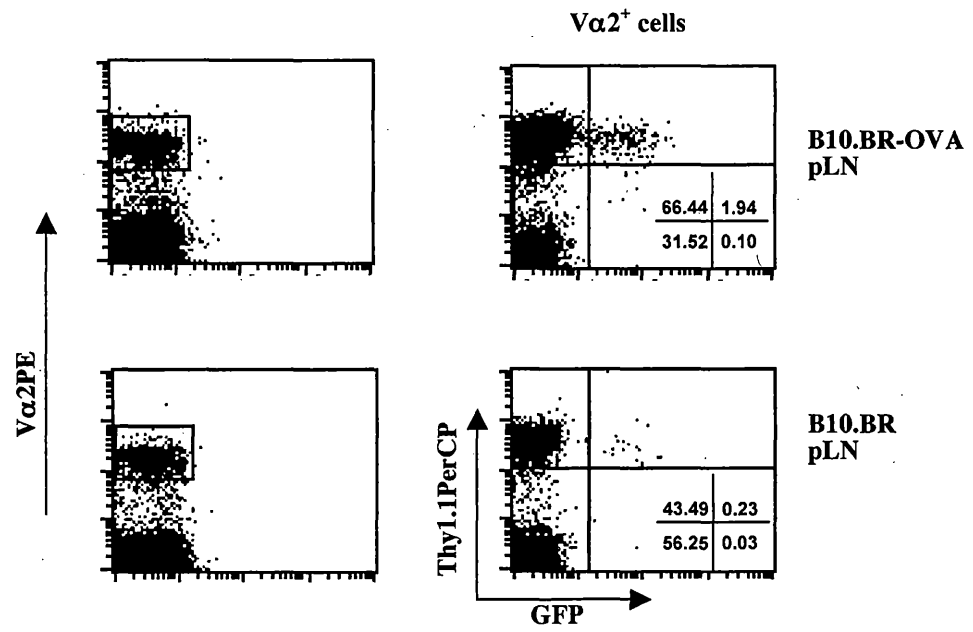 Vα2⁺ cells
B10.BR-OVA
pLN
66.44 1.94
31.52 0.10
Vα2PE
B10.BR
pLN
Thy1.1PerCP
43.49 0.23
56.25 0.03
GFP